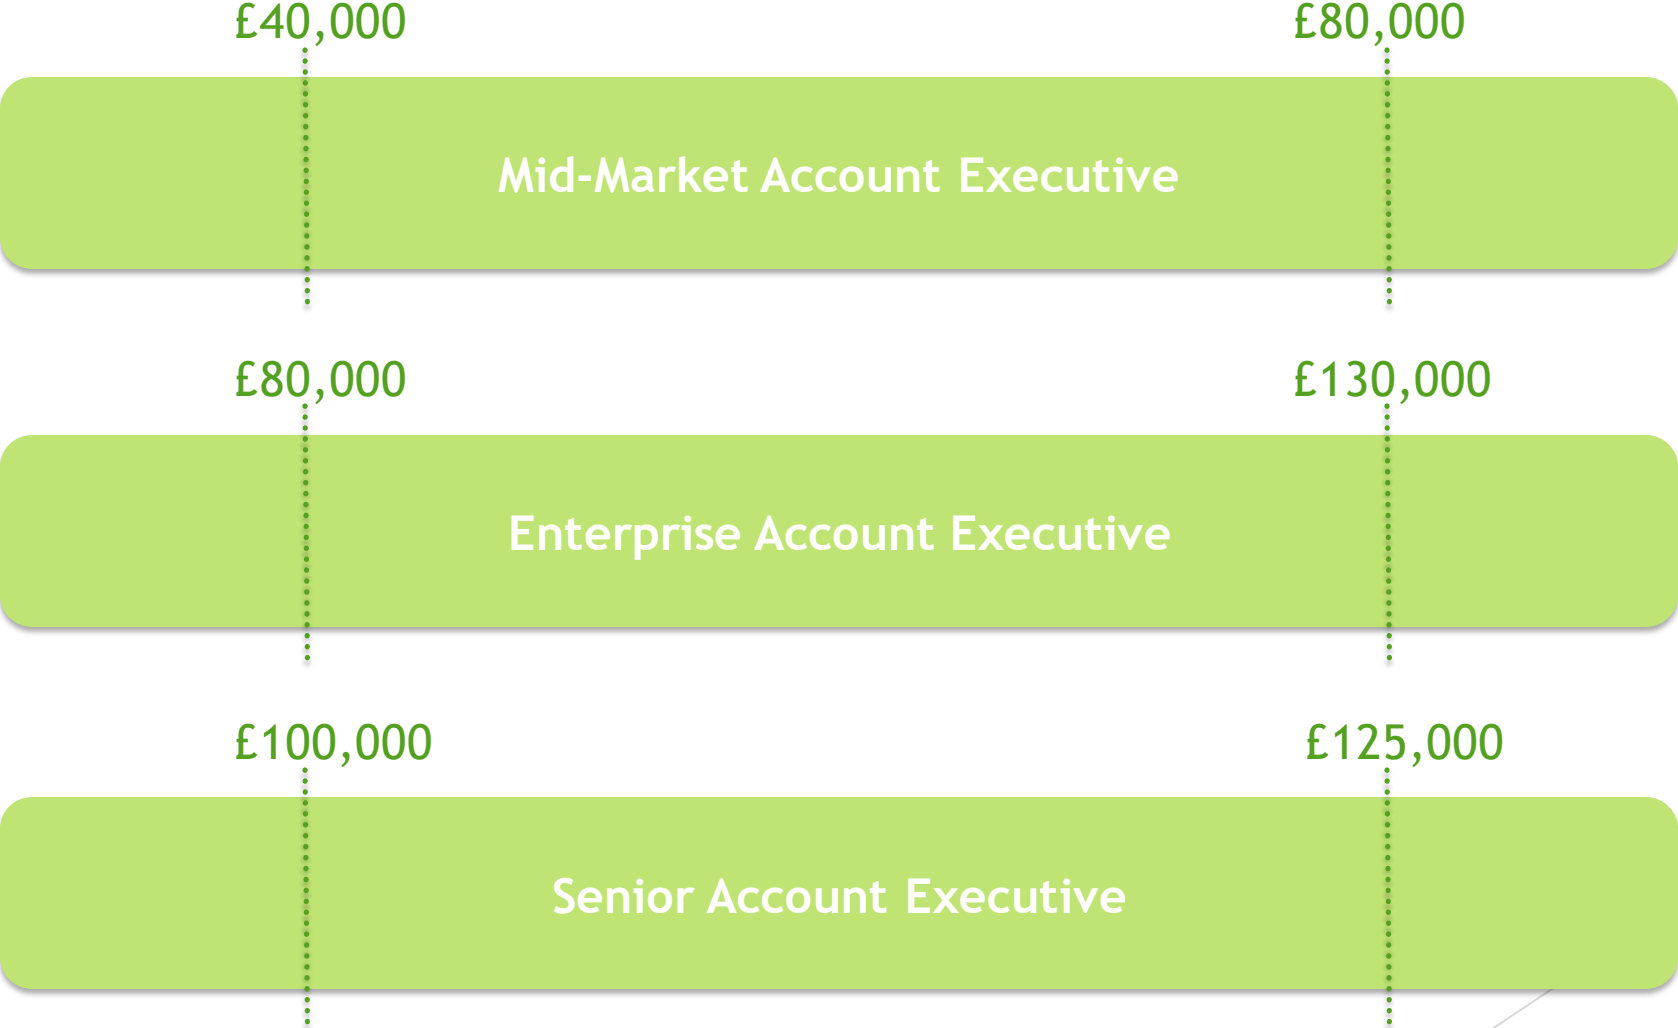 £40,000 £80,000
Mid-Market Account Executive
£80,000 £130,000
Enterprise Account Executive
£100,000 £125,000
Senior Account Executive